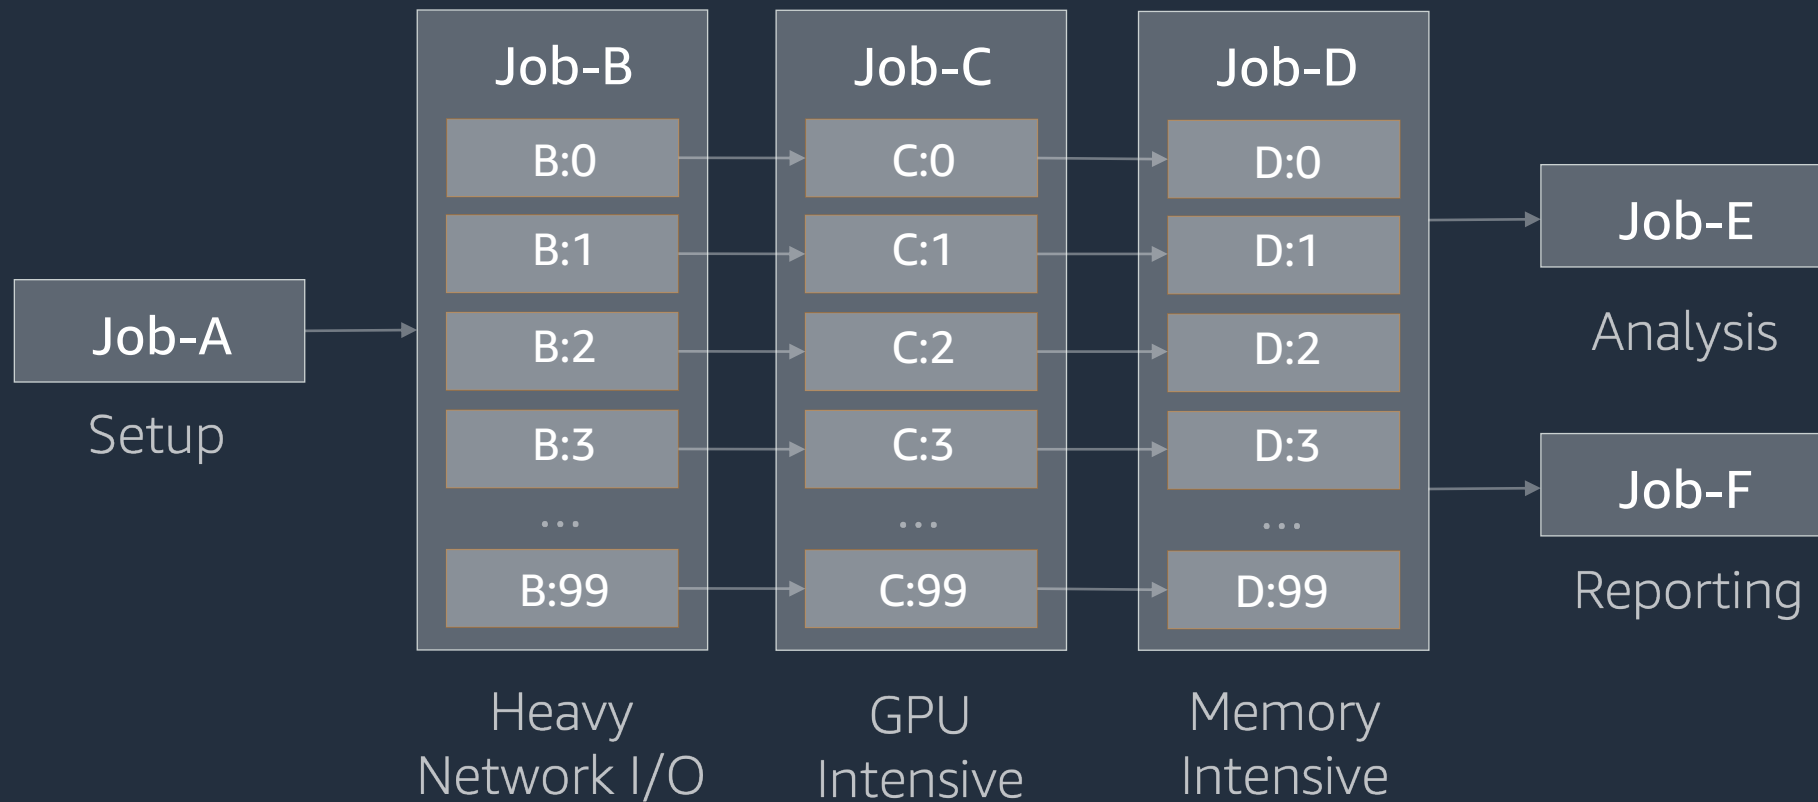 Job-A
Setup
Job-B
B:0
B:1
B:2
B:3
...
B:99
Heavy
Network I/O
Job-C
C:0
C:1
C:2
C:3
...
C:99
GPU
Intensive
Job-D
D:0
D:1
D:2
D:3
...
D:99
Memory
Intensive
Job-E
Analysis
Job-F
Reporting